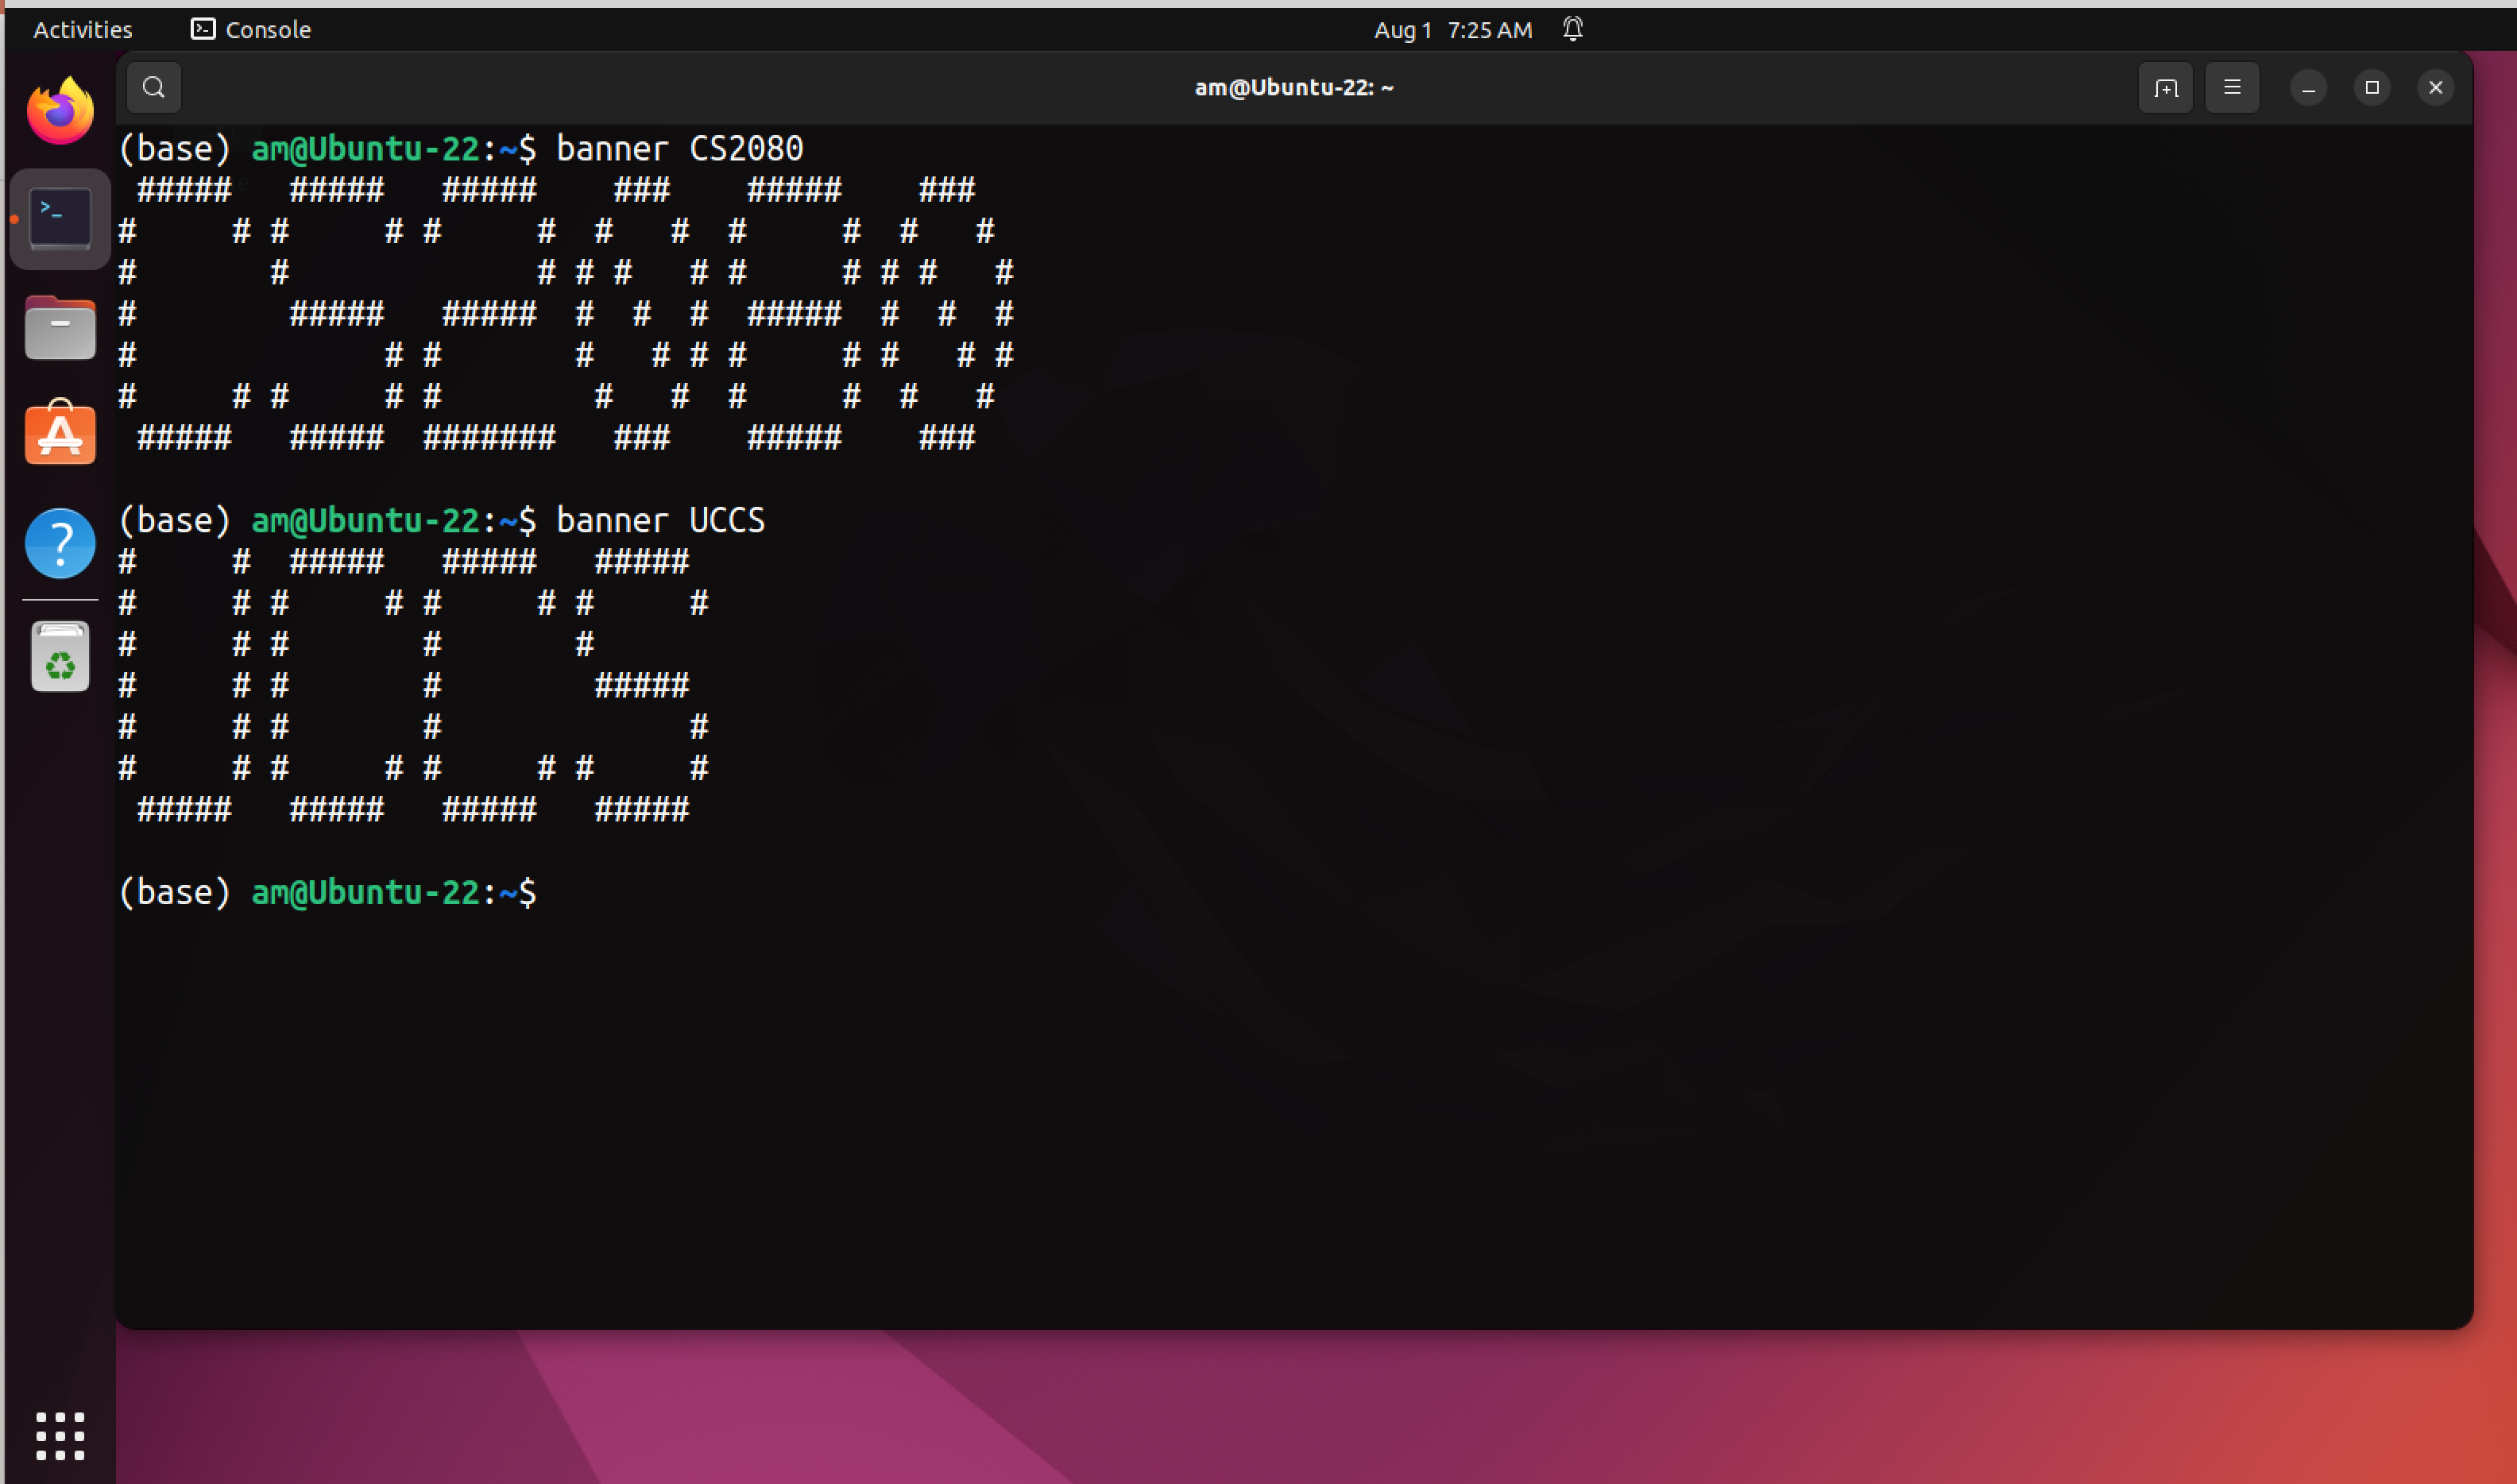 Activities Console Aug 1 7:25 AM
am@Ubuntu-22: ~
(base) am@Ubuntu-22:~$ banner CS2080
 #####   #####   #####    ###    #####    ###
#     # #     # #     #  #   #  #     #  #   #
#       #             # # #   # #     # # #   #
#        #####   #####  #  #  #  #####  #  #  #
#             # #       #   # # #     # #   # #
#     # #     # #        #   #  #     #  #   #
 #####   #####  #######   ###    #####    ###
(base) am@Ubuntu-22:~$ banner UCCS
#     #  #####   #####   #####
#     # #     # #     # #     #
#     # #       #       #
#     # #       #        #####
#     # #       #             #
#     # #     # #     # #     #
 #####   #####   #####   #####
(base) am@Ubuntu-22:~$